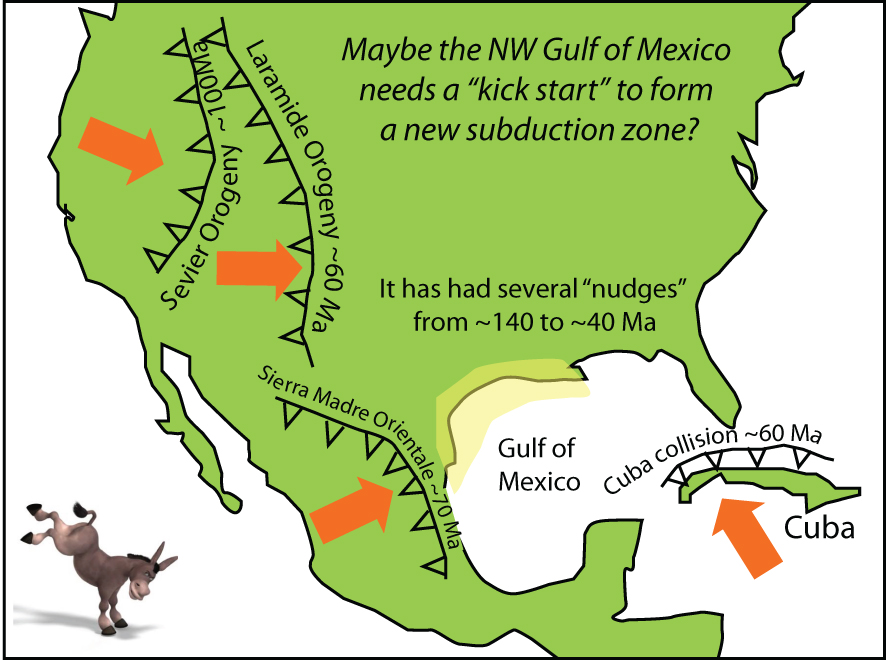 Maybe the NW Gulf of Mexico
needs a “kick start” to form
a new subduction zone?
Laramide Orogeny ~60 Ma
Sevier Orogeny ~100Ma
It has had several “nudges”
from ~140 to ~40 Ma
Sierra Madre Orientale ~70 Ma
Gulf of
Mexico
Cuba collision ~60 Ma
Cuba